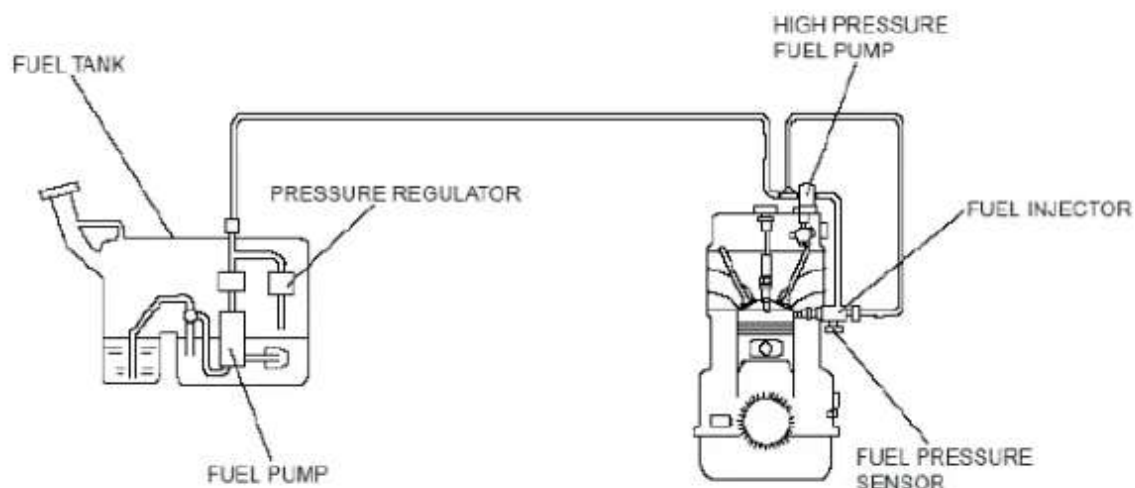 HIGH PRESSURE
FUEL PUMP
FUEL TANK
PRESSURE REGULATOR
FUEL INJECTOR
FUEL PUMP
FUEL PRESSURE
SENSOR